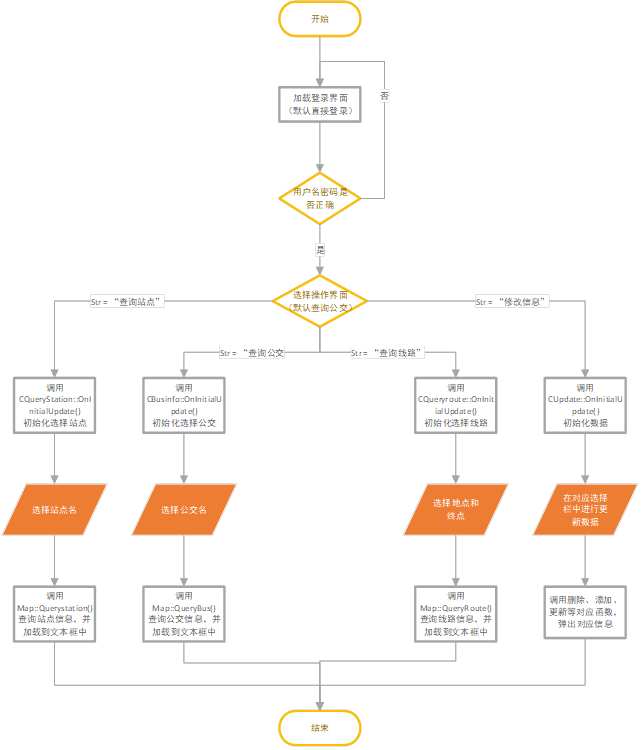 开始
加载登录界面
（默认直接登录）
否
用户名密码是
否正确
是
选择操作界面
（默认查询公交）
Str = “查询站点”
Str = “修改信息”
Str = “查询公交
Str = “查询线路”
调用
CQueryStation::OnI
nitialUpdate()
初始化选择站点
调用
CBusinfo::OnInitialU
pdate()
初始化选择公交
调用
CQueryroute::OnInit
ialUpdate()
初始化选择线路
调用
CUpdate::OnInitialU
pdate()
初始化数据
选择站点名
选择公交名
选择地点和
终点
在对应选择
栏中进行更
新数据
调用
Map::Querystation()
查询站点信息，并
加载到文本框中
调用
Map::QueryBus()
查询公交信息，并
加载到文本框中
调用
Map::QueryRoute()
查询线路信息，并
加载到文本框中
调用删除、添加、
更新等对应函数，
弹出对应信息
结束